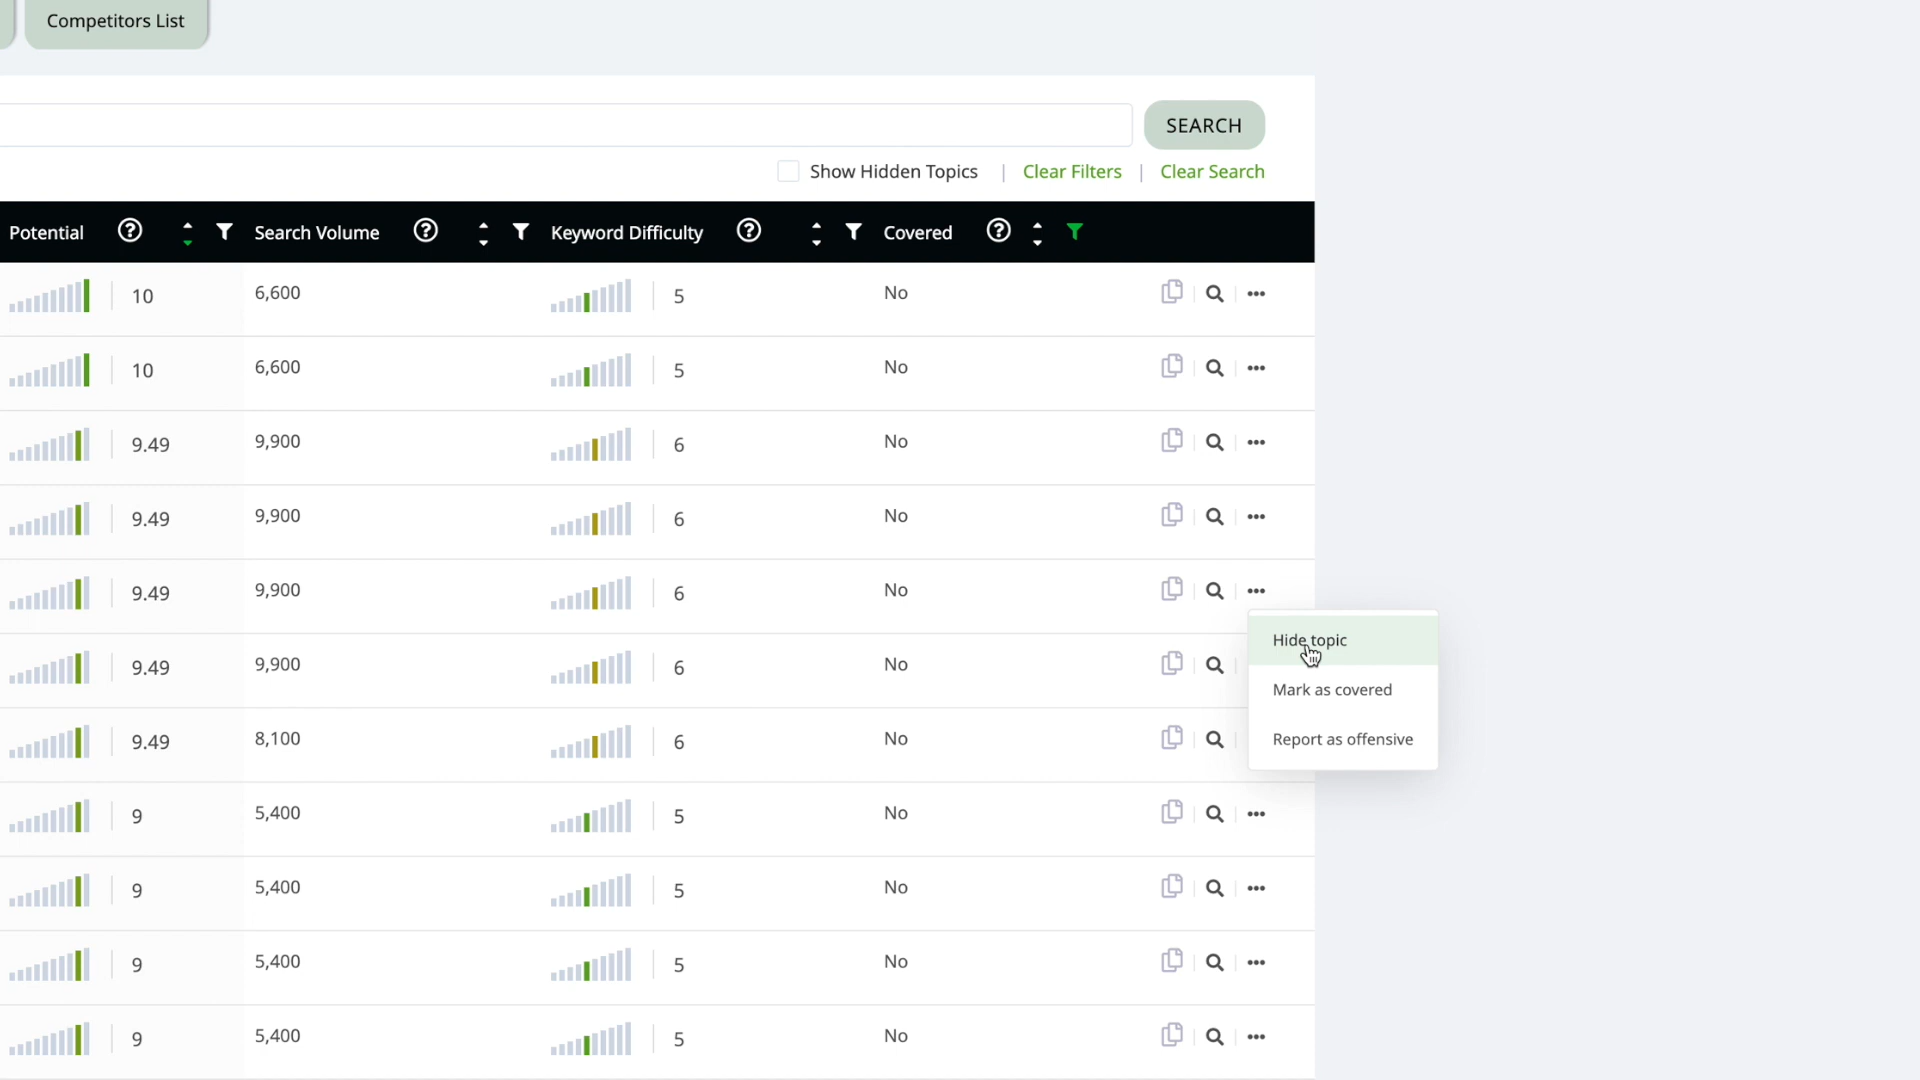 Competitors List
SEARCH
Show Hidden Topics | Clear Filters | Clear Search
Potential Search Volume Keyword Difficulty Covered
10 6,600 5 No
10 6,600 5 No
9.49 9,900 6 No
9.49 9,900 6 No
9.49 9,900 6 No
Hide topic
9.49 9,900 6 No
Mark as covered
9.49 8,100 6 No
Report as offensive
9 5,400 5 No
9 5,400 5 No
9 5,400 5 No
9 5,400 5 No